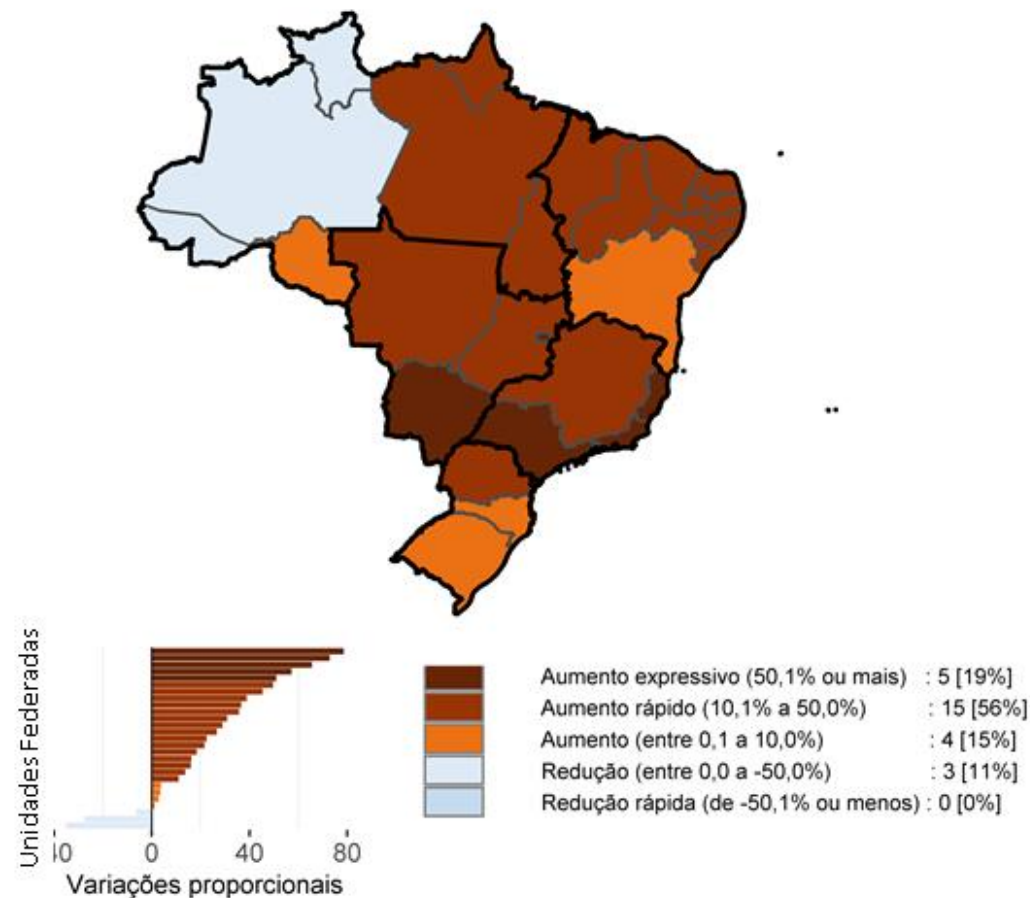 Unidades Federadas
Aumento expressivo (50,1% ou mais) : 5 [19%]
Aumento rápido (10,1% a 50,0%) : 15 [56%]
Aumento (entre 0,1 a 10,0%) : 4 [15%]
Redução (entre 0,0 a -50,0%) : 3 [11%]
Redução rápida (de -50,1% ou menos) : 0 [0%]
0 40 80
Variações proporcionais